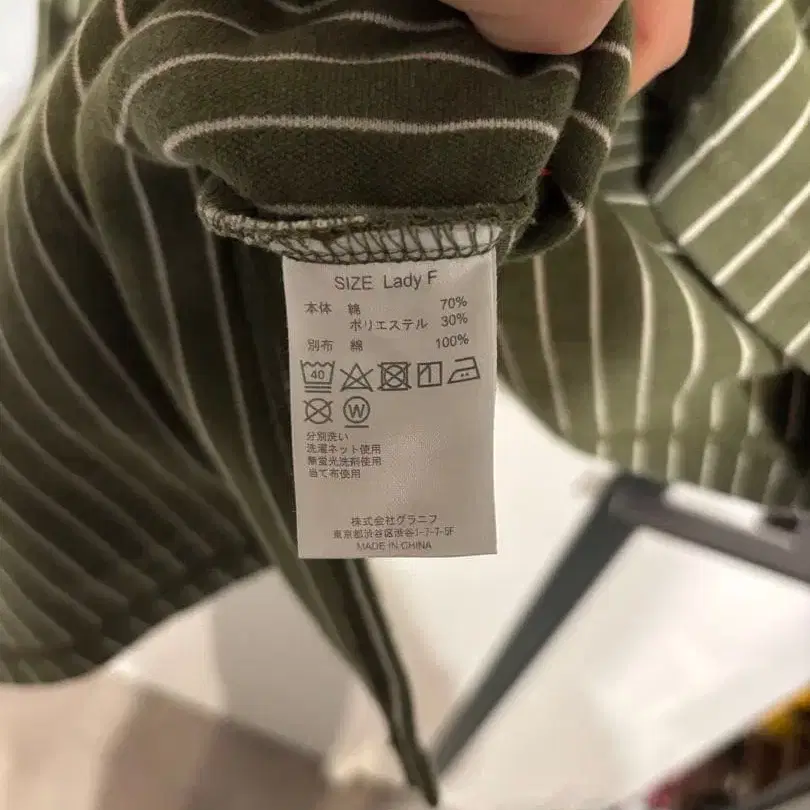 SIZE Lady F
本体 綿 70%
ポリエステル 30%
別布 綿 100%
40
W
分別洗い
洗濯ネット使用
無蛍光洗剤使用
当て布使用
株式会社グラニフ
東京都渋谷区渋谷1-7-7-5F
MADE IN CHINA